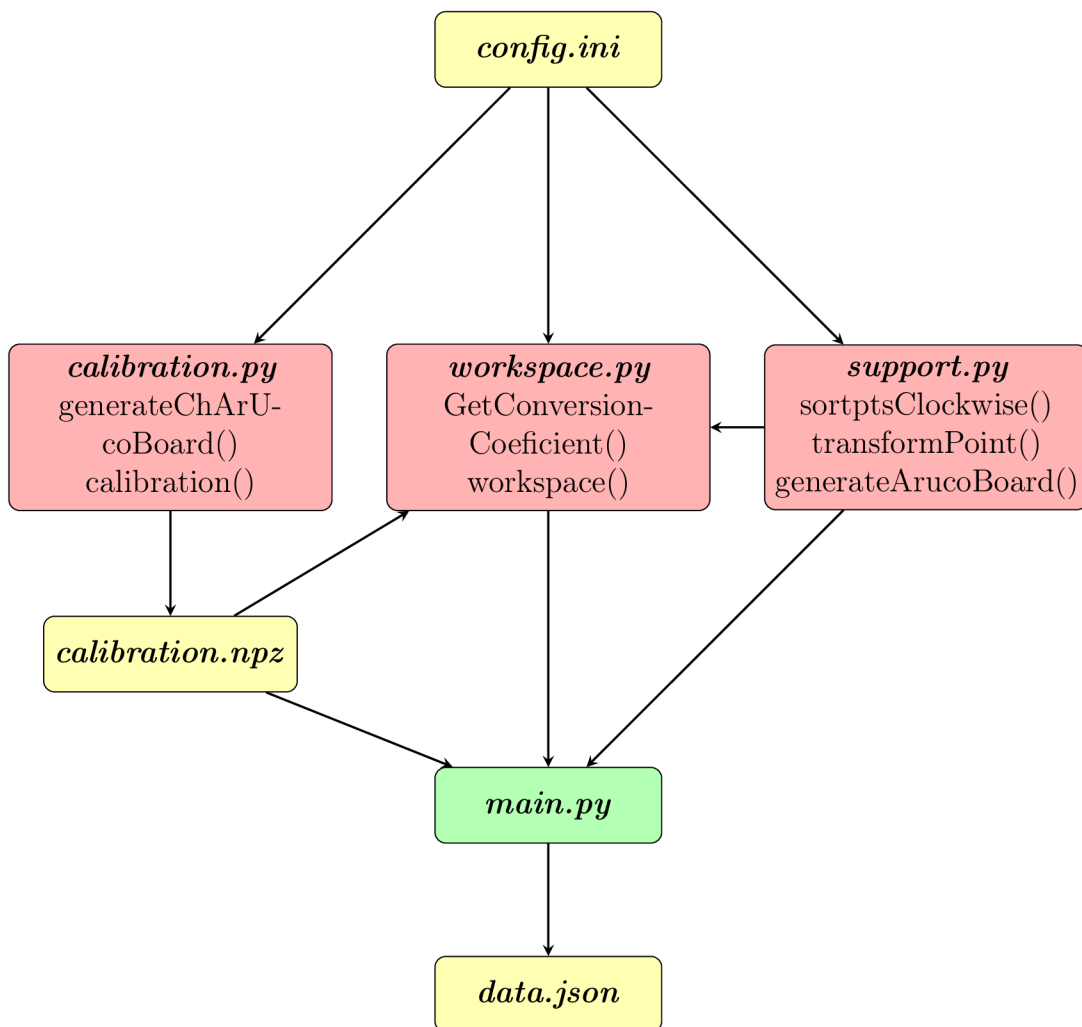 config.ini
calibration.py
generateChArU-
coBoard()
calibration()
workspace.py
GetConversion-
Coeficient()
workspace()
support.py
sortptsClockwise()
transformPoint()
generateArucoBoard()
calibration.npz
main.py
data.json